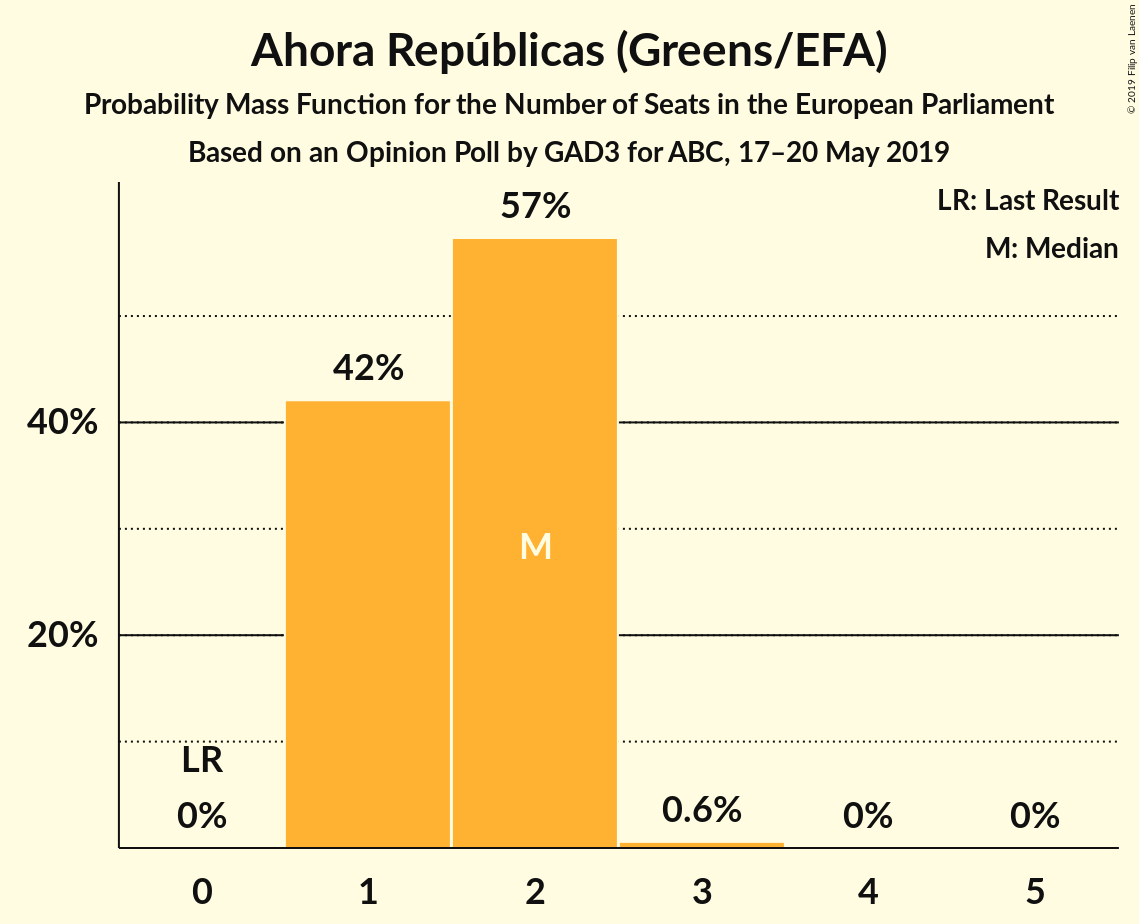 Ahora Repúblicas (Greens/EFA)
Probability Mass Function for the Number of Seats in the European Parliament
Based on an Opinion Poll by GAD3 for ABC, 17–20 May 2019
© 2019 Filip van Laenen
LR: Last Result
M: Median
57%
42%
40%
M
20%
LR
0%
0.6%
0%
0%
0
1
2
3
4
5